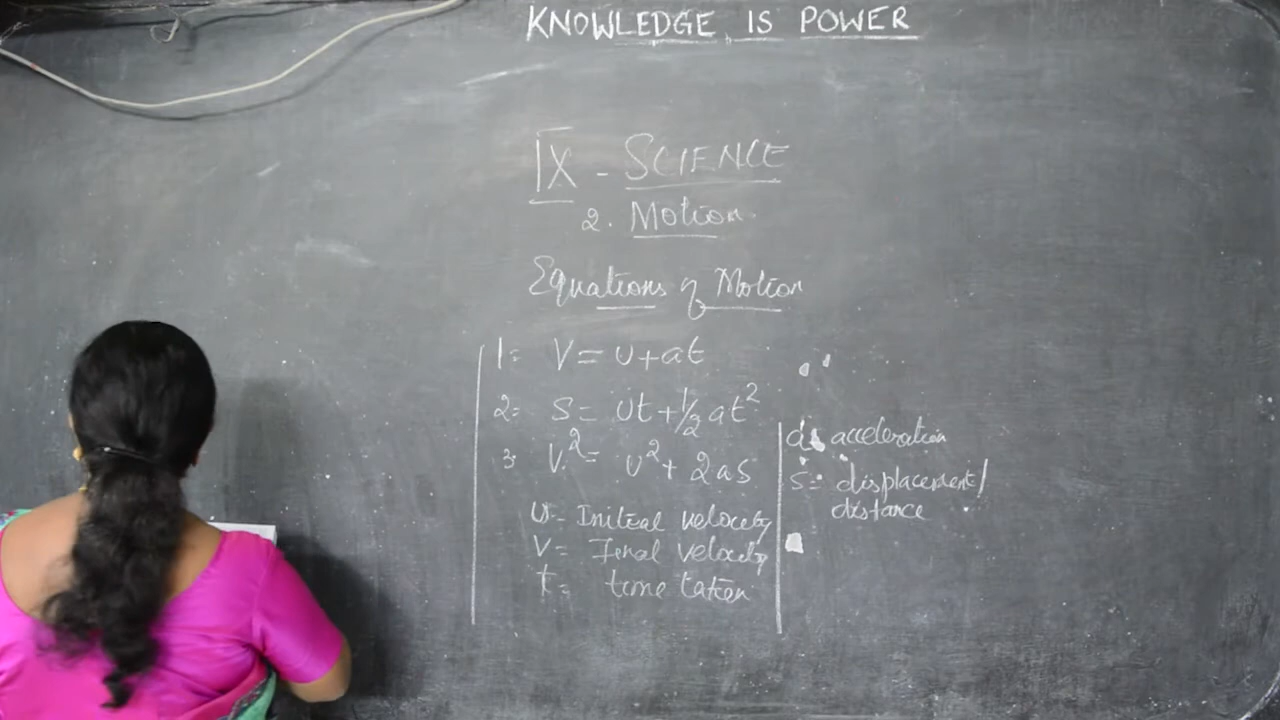 KNOWLEDGE IS POWER
IX - SCIENCE
2. Motion.
Equations of Motion
1= V = u+at
2= S = ut+1/2 at²
3 V² = u² + 2as
u = Initial velocity
V = Final velocity
t = time taken
a = acceleration
s = displacement/
distance